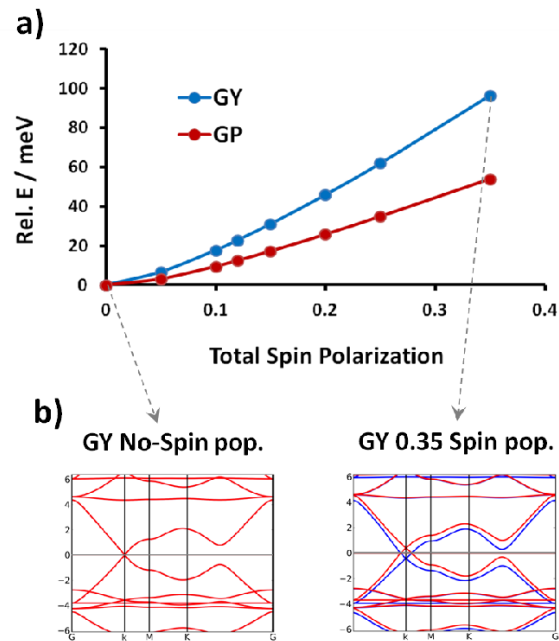 a)
120
100
80
60
40
20
0
Rel. E / meV
GY
GP
0 0.1 0.2 0.3 0.4
Total Spin Polarization
b)
GY No-Spin pop.
GY 0.35 Spin pop.
6
4
2
0
−2
−4
−6
G k M K G
6
4
2
0
−2
−4
−6
G k M K G